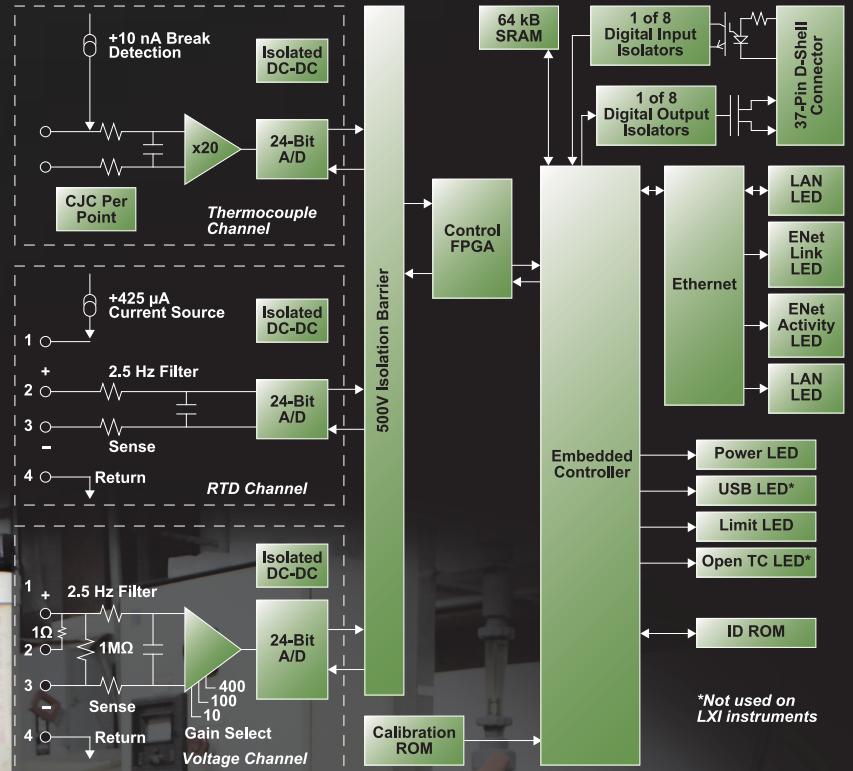 +10 nA Break
Detection
Isolated
DC-DC
x20
24-Bit
A/D
CJC Per
Point
Thermocouple
Channel
+425 µA
Current Source
Isolated
DC-DC
1
+
2
2.5 Hz Filter
3
–
Sense
24-Bit
A/D
4
Return
RTD Channel
Isolated
DC-DC
1
+
2.5 Hz Filter
1Ω
2
1MΩ
3
–
Sense
24-Bit
A/D
400
100
10
Gain Select
4
Return
Voltage Channel
500V Isolation Barrier
Control
FPGA
Calibration
ROM
64 kB
SRAM
1 of 8
Digital Input
Isolators
1 of 8
Digital Output
Isolators
37-Pin D-Shell
Connector
Embedded
Controller
Ethernet
LAN
LED
ENet
Link
LED
ENet
Activity
LED
LAN
LED
Power LED
USB LED*
Limit LED
Open TC LED*
ID ROM
*Not used on
LXI instruments